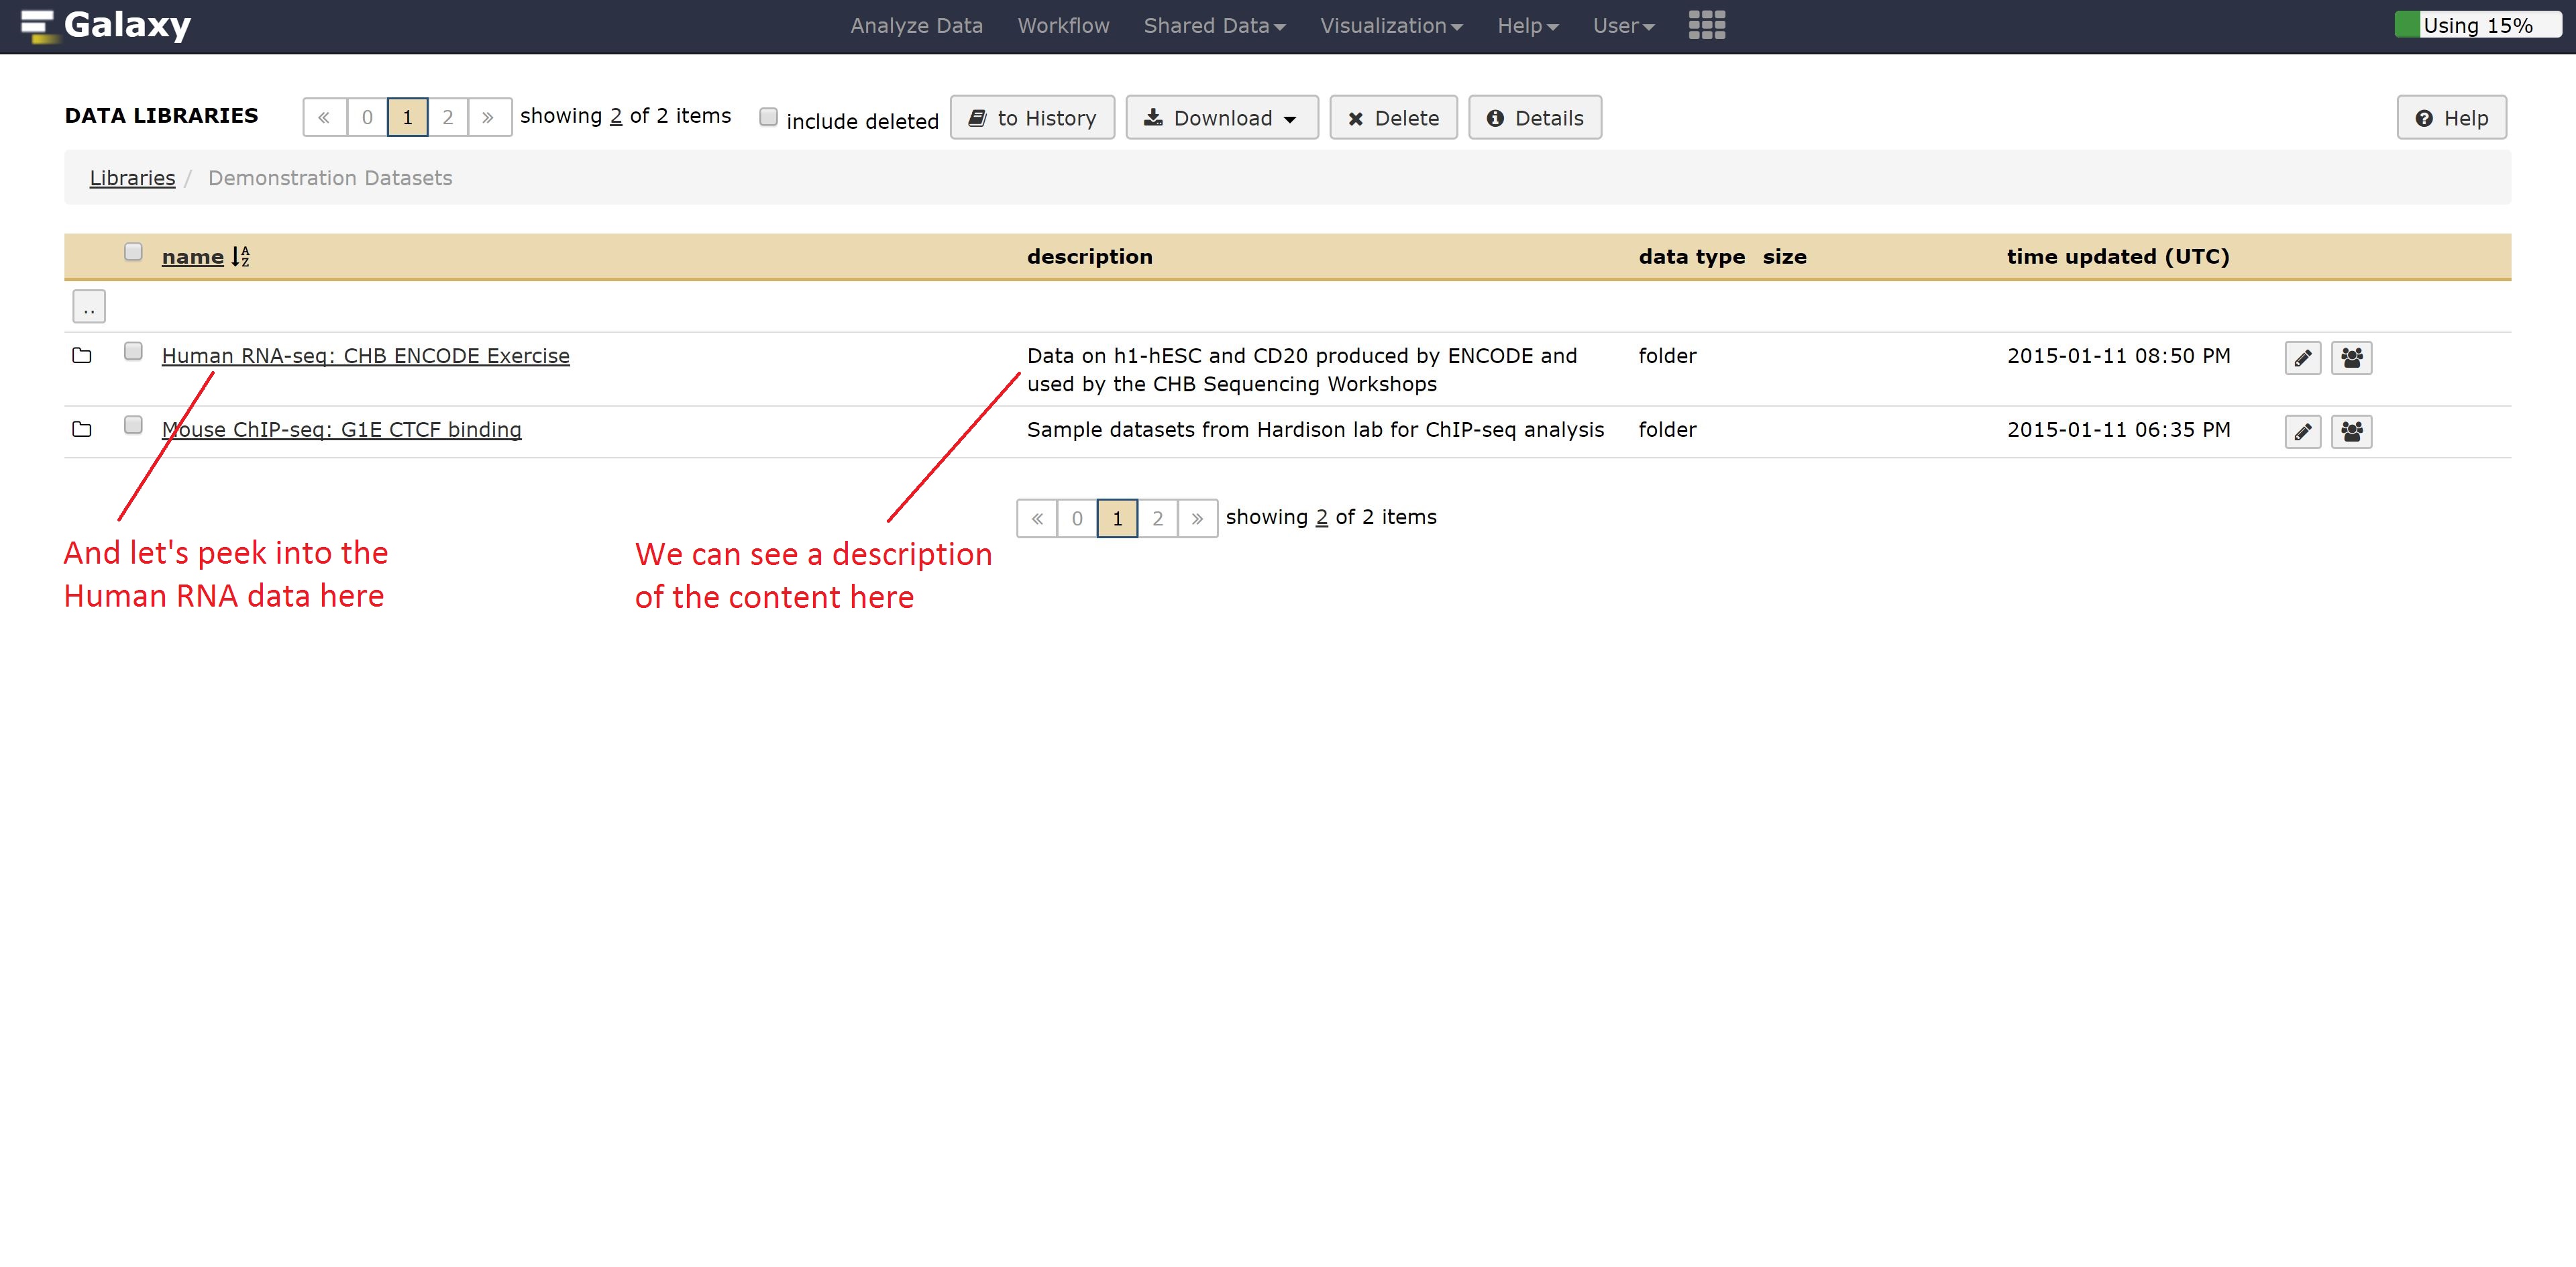 Galaxy Analyze Data Workflow Shared Data Visualization Help User Using 15%
DATA LIBRARIES « 0 1 2 » showing 2 of 2 items include deleted to History Download Delete Details Help
Libraries / Demonstration Datasets
name description data type size time updated (UTC)
..
Human RNA-seq: CHB ENCODE Exercise Data on h1-hESC and CD20 produced by ENCODE and folder 2015-01-11 08:50 PM
used by the CHB Sequencing Workshops
Mouse ChIP-seq: G1E CTCF binding Sample datasets from Hardison lab for ChIP-seq analysis folder 2015-01-11 06:35 PM
« 0 1 2 » showing 2 of 2 items
And let's peek into the
Human RNA data here
We can see a description
of the content here